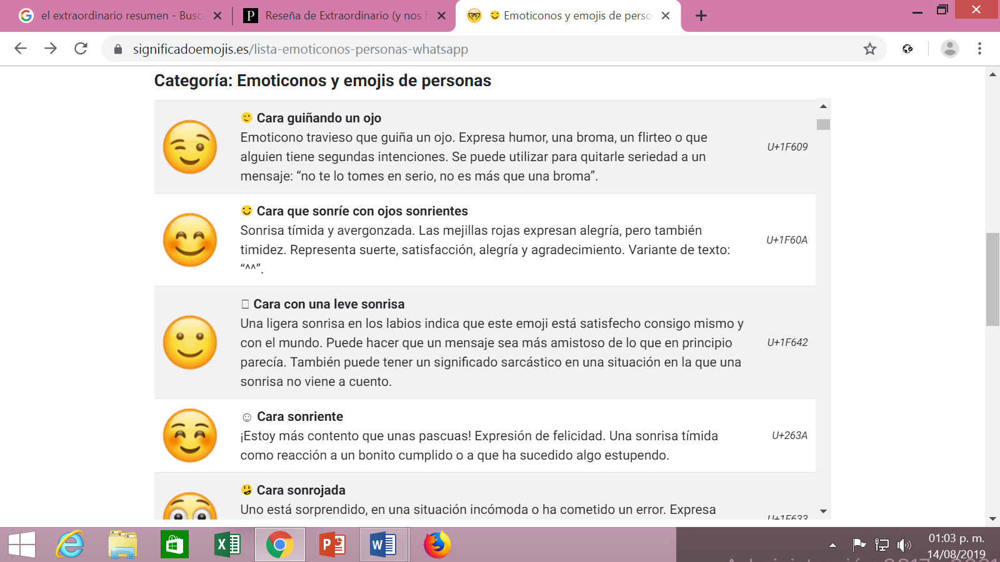 el extraordinario resumen - Busc
Reseña de Extraordinario (y nos h
Emoticonos y emojis de perso
significadoemojis.es/lista-emoticonos-personas-whatsapp
Categoría: Emoticonos y emojis de personas
😉 Cara guiñando un ojo
Emoticono travieso que guiña un ojo. Expresa humor, una broma, un flirteo o que
alguien tiene segundas intenciones. Se puede utilizar para quitarle seriedad a un
mensaje: “no te lo tomes en serio, no es más que una broma”.
U+1F609
😊 Cara que sonríe con ojos sonrientes
Sonrisa tímida y avergonzada. Las mejillas rojas expresan alegría, pero también
timidez. Representa suerte, satisfacción, alegría y agradecimiento. Variante de texto:
“^^”.
U+1F60A
Cara con una leve sonrisa
Una ligera sonrisa en los labios indica que este emoji está satisfecho consigo mismo y
con el mundo. Puede hacer que un mensaje sea más amistoso de lo que en principio
parecía. También puede tener un significado sarcástico en una situación en la que una
sonrisa no viene a cuento.
U+1F642
☺ Cara sonriente
¡Estoy más contento que unas pascuas! Expresión de felicidad. Una sonrisa tímida
como reacción a un bonito cumplido o a que ha sucedido algo estupendo.
U+263A
😳 Cara sonrojada
Uno está sorprendido, en una situación incómoda o ha cometido un error. Expresa
U+1F633
01:03 p. m.
14/08/2019